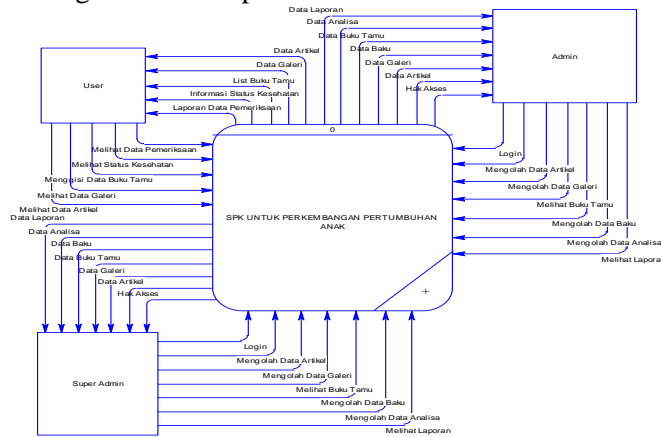 Data Laporan
Data Analisa
Data Buku Tamu
Data Baku
Data Galeri
Data Artikel
Hak Akses
Admin
Data Artikel
Data Galeri
List Buku Tamu
Informasi Status Kesehatan
Laporan Data Pemeriksaan
User
0
Login
Mengolah Data Artikel
Mengolah Data Galeri
Melihat Buku Tamu
Mengolah Data Baku
Mengolah Data Analisa
Melihat Laporan
Melihat Data Pemeriksaan
Melihat Status Kesehatan
Menggisi Data Buku Tamu
Melihat Data Galeri
Melihat Data Artikel
SPK UNTUK PERKEMBANGAN PERTUMBUHAN
ANAK
+
Data Laporan
Data Analisa
Data Baku
Data Buku Tamu
Data Galeri
Data Artikel
Hak Akses
Super Admin
Login
Mengolah Data Artikel
Mengolah Data Galeri
Melihat Buku Tamu
Mengolah Data Baku
Mengolah Data Analisa
Melihat Laporan